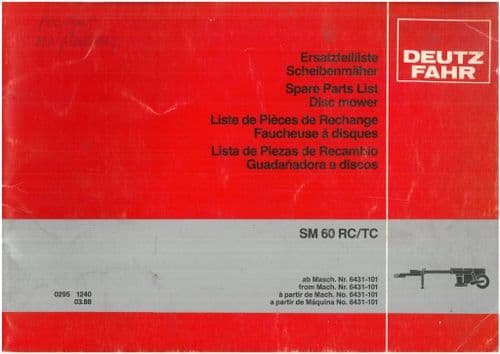 DEUTZ
FAHR
Ersatzteilliste
Scheibenmäher
Spare Parts List
Disc mower
Liste de Pièces de Rechange
Faucheuse à disques
Lista de Piezas de Recambio
Guadañadora a discos
SM 60 RC/TC
ab Masch. Nr. 6431-101
from Mach. Nr. 6431-101
à partir de Mach. No. 6431-101
a partir de Máquina No. 6431-101
0295 1240
03.88